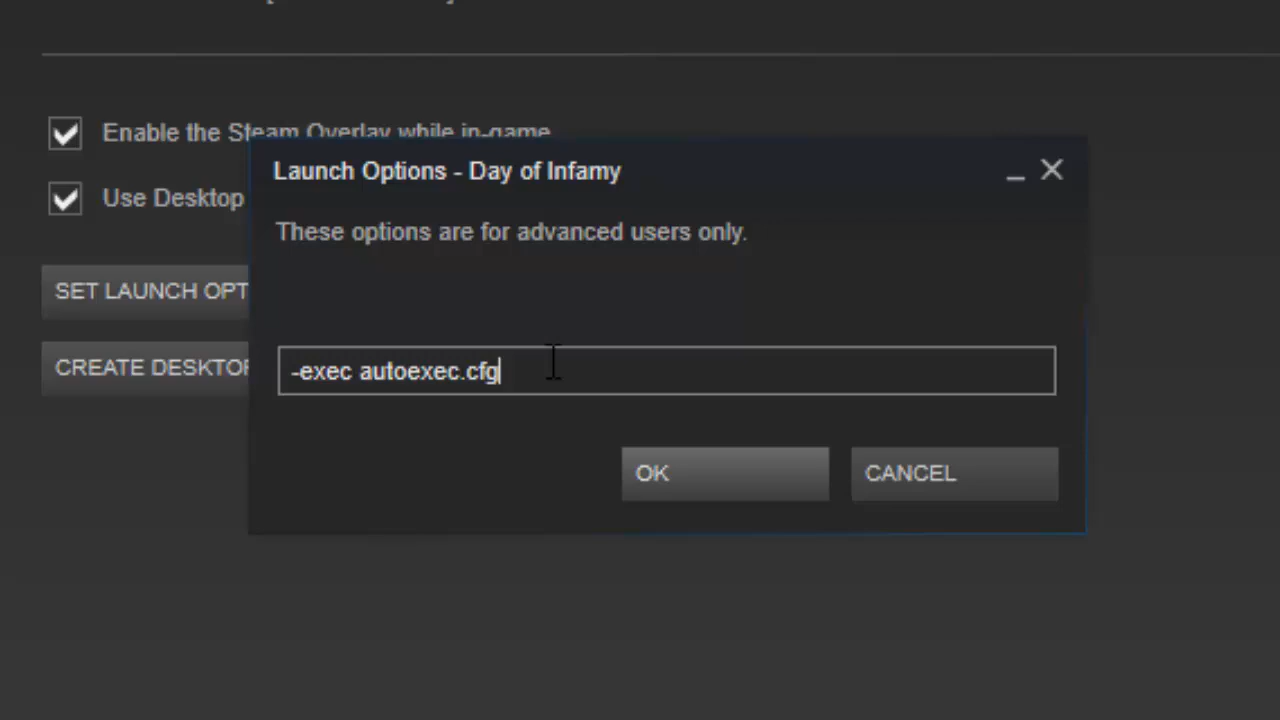 Enable the Steam Overlay while in-game
Launch Options - Day of Infamy
Use Desktop
These options are for advanced users only.
SET LAUNCH OPT
CREATE DESKTOP
-exec autoexec.cfg
OK
CANCEL